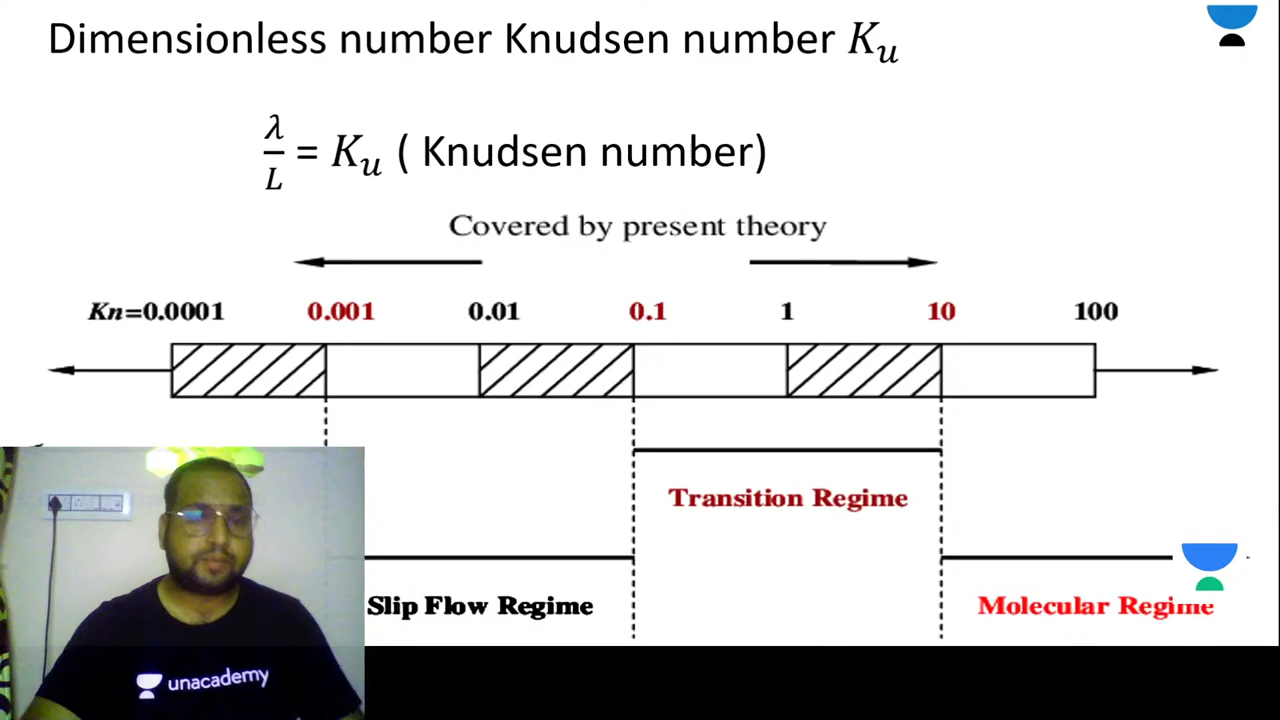 Dimensionless number Knudsen number K_u
λ/L = K_u ( Knudsen number)
Covered by present theory
Kn=0.0001 0.001 0.01 0.1 1 10 100
Transition Regime
Slip Flow Regime
Molecular Regime
unacademy